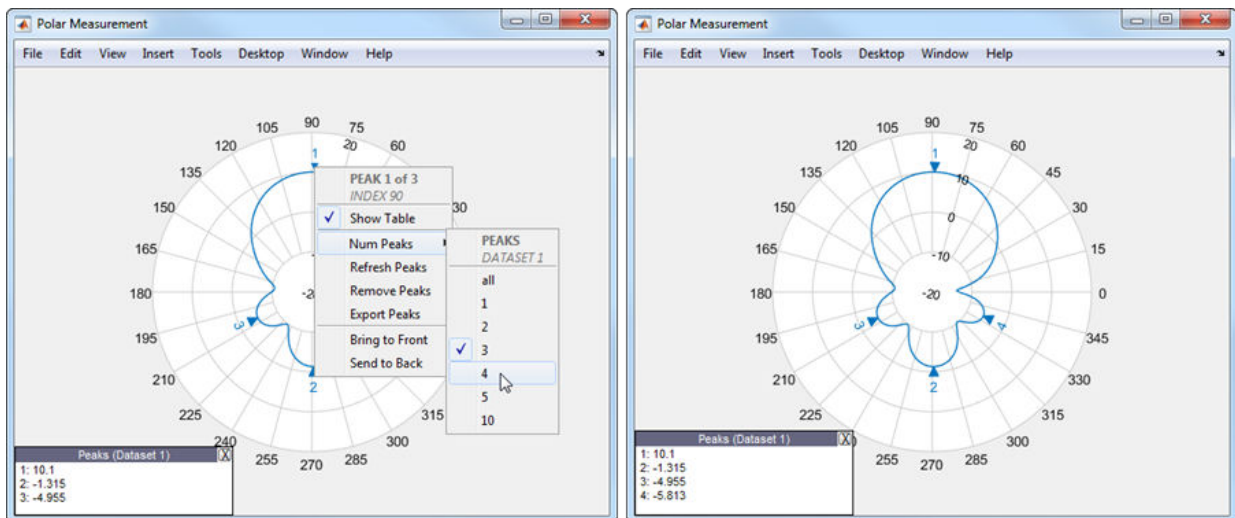 Polar Measurement
File Edit View Insert Tools Desktop Window Help
90
105 75
120 20 60
1
135
PEAK 1 of 3
INDEX 90
150 30
Show Table
Num Peaks
PEAKS
DATASET 1
165
Refresh Peaks
all
180 -20
Remove Peaks
1
Export Peaks
2
3
195
Bring to Front
3
Send to Back
4
210
2
5
225 315
10
240 300
255 270 285
Peaks (Dataset 1) X
1: 10.1
2: -1.315
3: -4.955
Polar Measurement
File Edit View Insert Tools Desktop Window Help
90
105 75
120 20 60
1
135 45
10
150 30
0
165 15
-10
180 -20 0
3 4
195 345
210 330
2
225
300
255 270 285
Peaks (Dataset 1) X
1: 10.1
2: -1.315
3: -4.955
4: -5.813